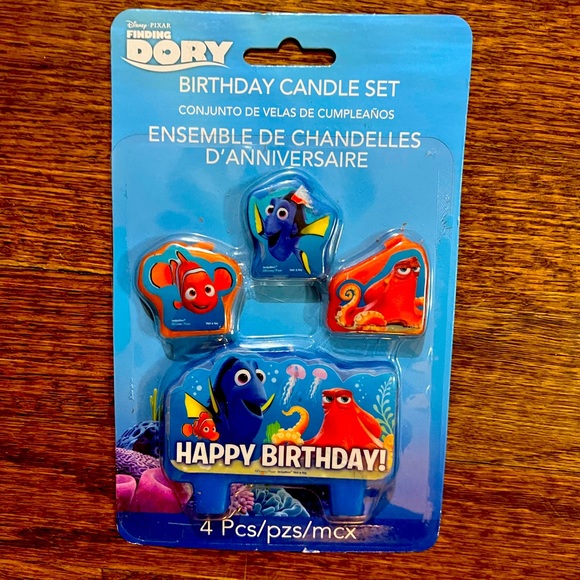 Disney · PIXAR
FINDING
DORY
BIRTHDAY CANDLE SET
CONJUNTO DE VELAS DE CUMPLEAÑOS
ENSEMBLE DE CHANDELLES
D'ANNIVERSAIRE
HAPPY BIRTHDAY!
4 Pcs/pzs/mcx